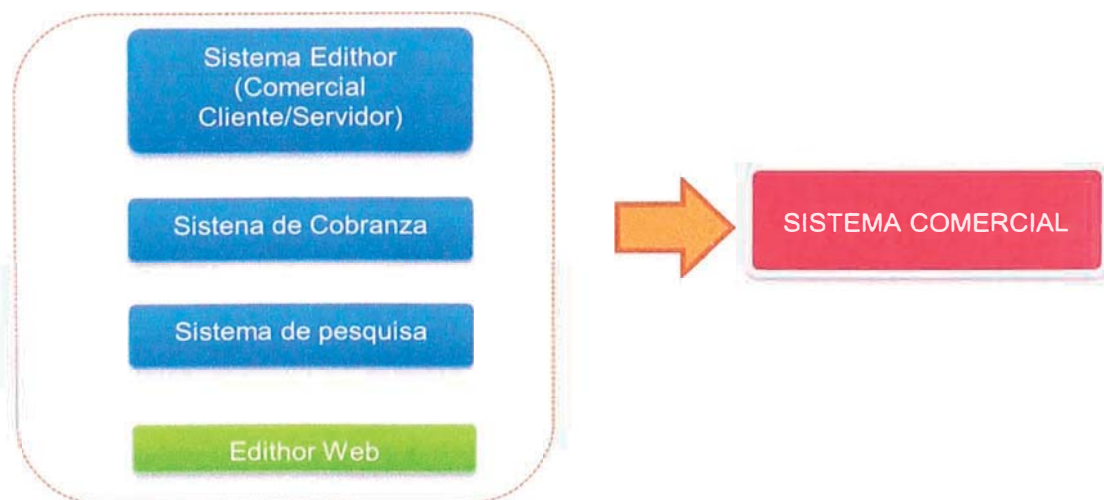 Sistema Edithor
(Comercial
Cliente/Servidor)
Sistena de Cobranza
Sistema de pesquisa
Edithor Web
SISTEMA COMERCIAL